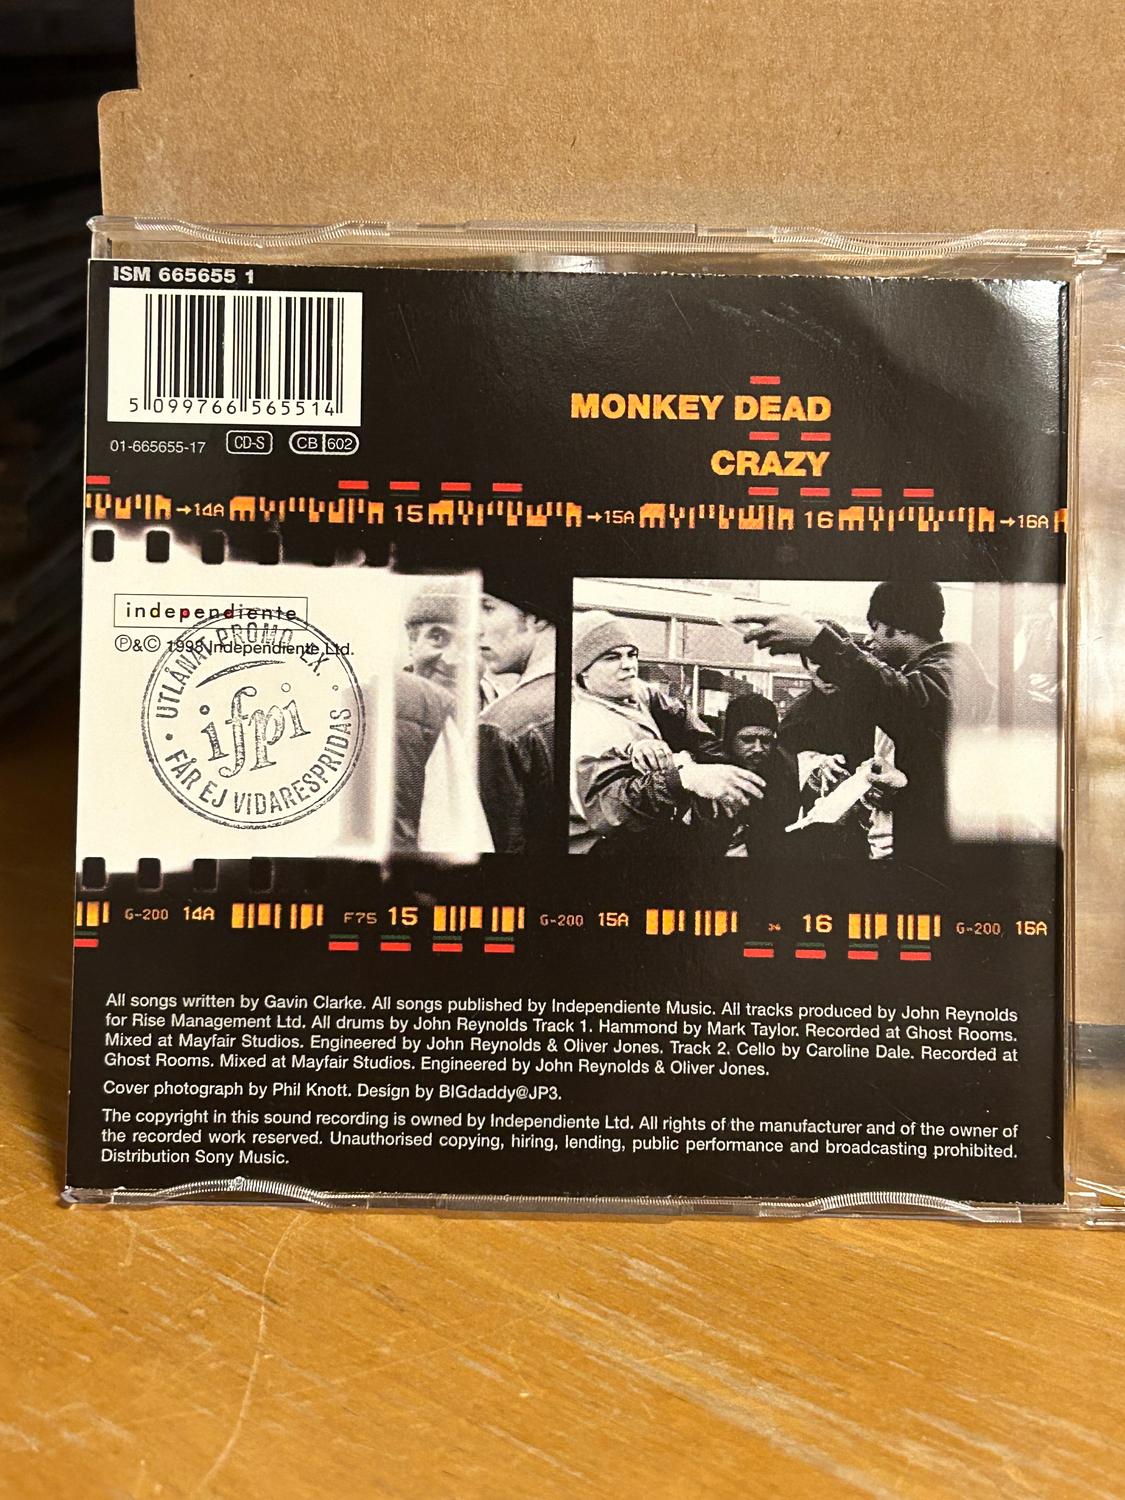 ISM 665655 1
5 099766 565514
01-665655-17 CD-S CB 602
MONKEY DEAD
CRAZY
→14A 15 →15A 16 →16A
independiente
℗&© 1998 Independiente Ltd.
UTLÅNAT PROMO EX.
ifpi
FÅR EJ VIDARESPRIDAS
G-200 14A F75 15 G-200 15A 16 G-200 16A
All songs written by Gavin Clarke. All songs published by Independiente Music. All tracks produced by John Reynolds
for Rise Management Ltd. All drums by John Reynolds Track 1. Hammond by Mark Taylor. Recorded at Ghost Rooms.
Mixed at Mayfair Studios. Engineered by John Reynolds & Oliver Jones. Track 2. Cello by Caroline Dale. Recorded at
Ghost Rooms. Mixed at Mayfair Studios. Engineered by John Reynolds & Oliver Jones.
Cover photograph by Phil Knott. Design by BIGdaddy@JP3.
The copyright in this sound recording is owned by Independiente Ltd. All rights of the manufacturer and of the owner of
the recorded work reserved. Unauthorised copying, hiring, lending, public performance and broadcasting prohibited.
Distribution Sony Music.